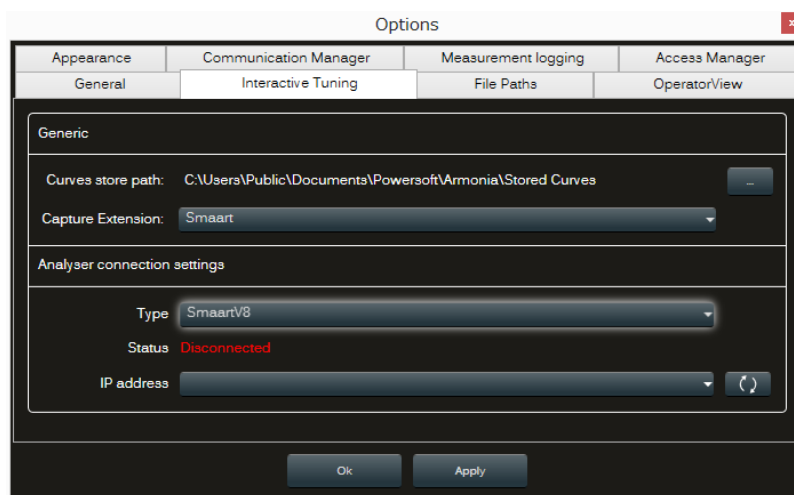 Options
x
Appearance Communication Manager Measurement logging Access Manager
General Interactive Tuning File Paths OperatorView
Generic
Curves store path: C:\Users\Public\Documents\Powersoft\Armonia\Stored Curves ...
Capture Extension: Smaart
Analyser connection settings
Type SmaartV8
Status Disconnected
IP address
Ok Apply